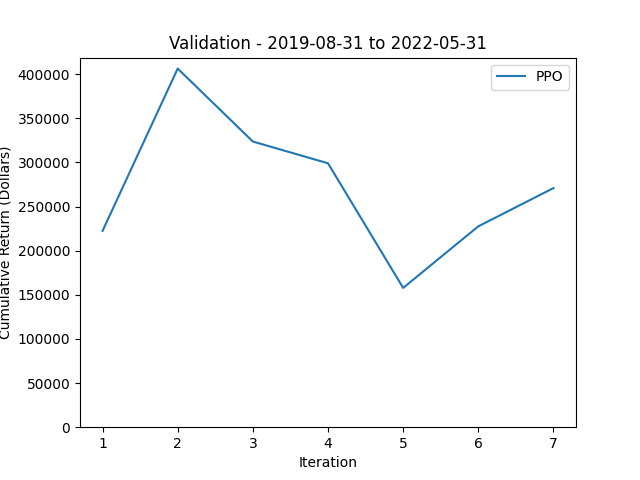 Validation - 2019-08-31 to 2022-05-31
PPO
Cumulative Return (Dollars)
400000
350000
300000
250000
200000
150000
100000
50000
0
1 2 3 4 5 6 7
Iteration